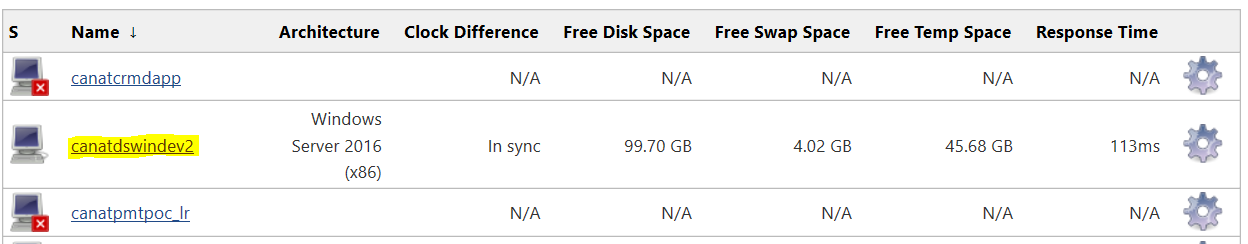 S Name ↓ Architecture Clock Difference Free Disk Space Free Swap Space Free Temp Space Response Time
canatcrmdapp N/A N/A N/A N/A N/A
Windows
canatdswindev2 Server 2016 In sync 99.70 GB 4.02 GB 45.68 GB 113ms
(x86)
canatpmtpoc_lr N/A N/A N/A N/A N/A